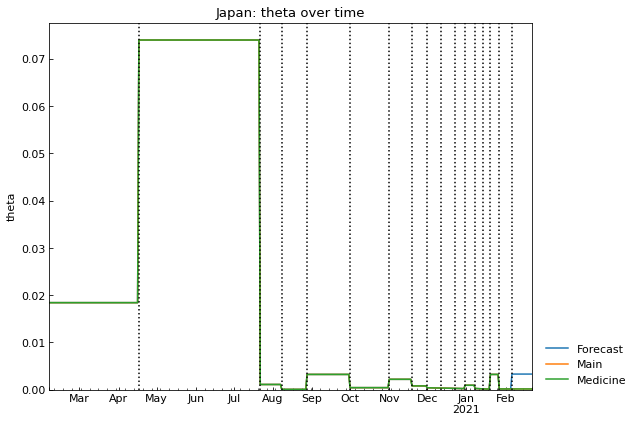 Japan: theta over time
theta
0.07
0.06
0.05
0.04
0.03
0.02
0.01
0.00
Mar Apr May Jun Jul Aug Sep Oct Nov Dec Jan Feb
2021
Forecast
Main
Medicine